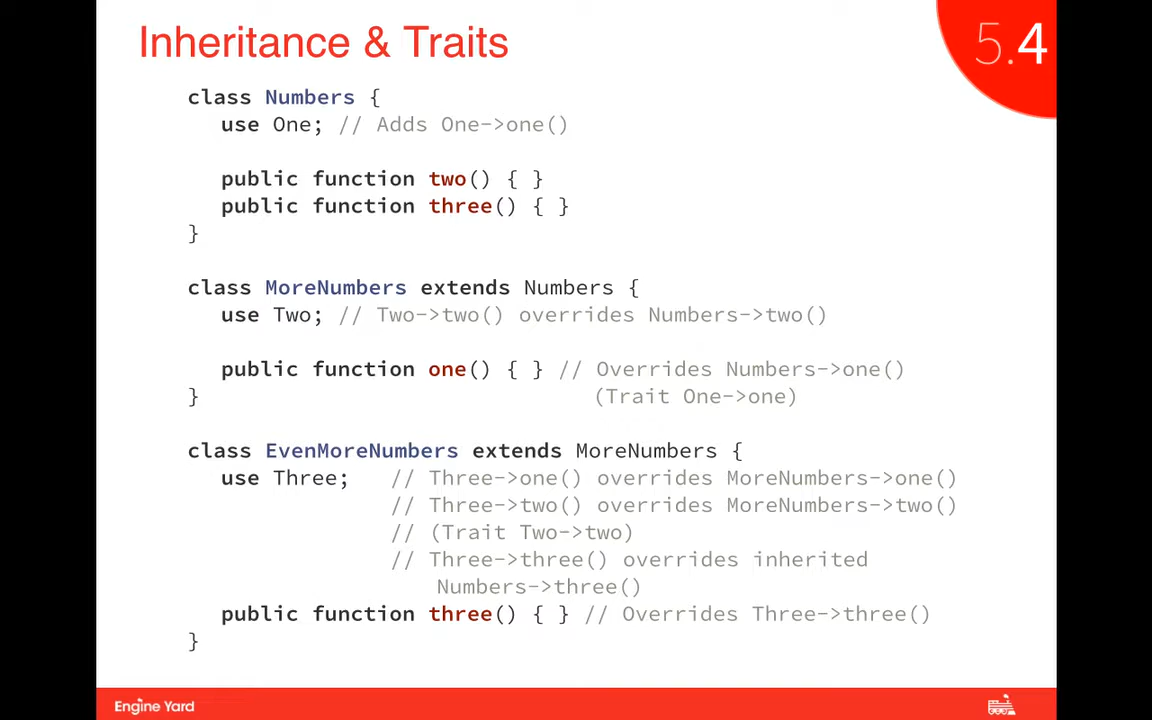 Inheritance & Traits
5.4
class Numbers {
use One; // Adds One->one()
public function two() { }
public function three() { }
}
class MoreNumbers extends Numbers {
use Two; // Two->two() overrides Numbers->two()
public function one() { } // Overrides Numbers->one()
} (Trait One->one)
class EvenMoreNumbers extends MoreNumbers {
use Three; // Three->one() overrides MoreNumbers->one()
// Three->two() overrides MoreNumbers->two()
// (Trait Two->two)
// Three->three() overrides inherited
Numbers->three()
public function three() { } // Overrides Three->three()
}
Engine Yard